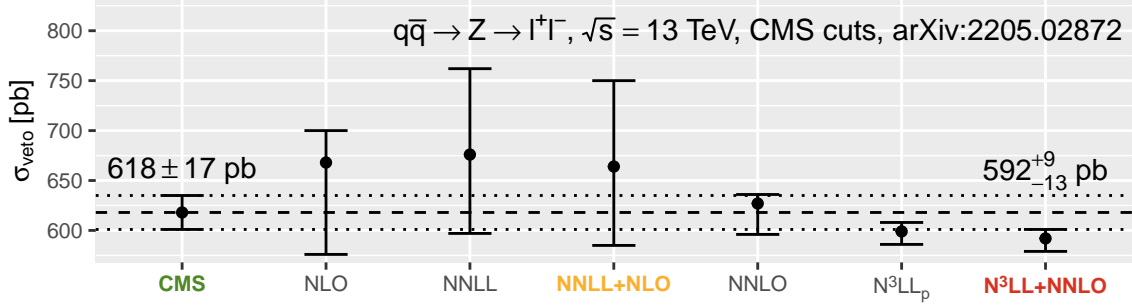 qq̅ → Z → l⁺l⁻, √s = 13 TeV, CMS cuts, arXiv:2205.02872
σveto [pb]
800
750
700
650
600
618 ± 17 pb
592 +9 −13 pb
CMS NLO NNLL NNLL+NLO NNLO N³LLp N³LL+NNLO